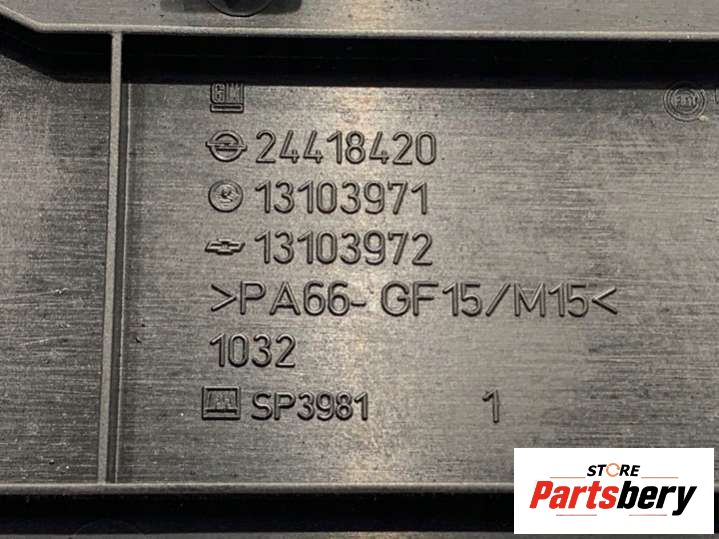 GM
24418420
13103971
13103972
>PA66-GF15/M15<
1032
SP3981 1
STORE
Partsbery